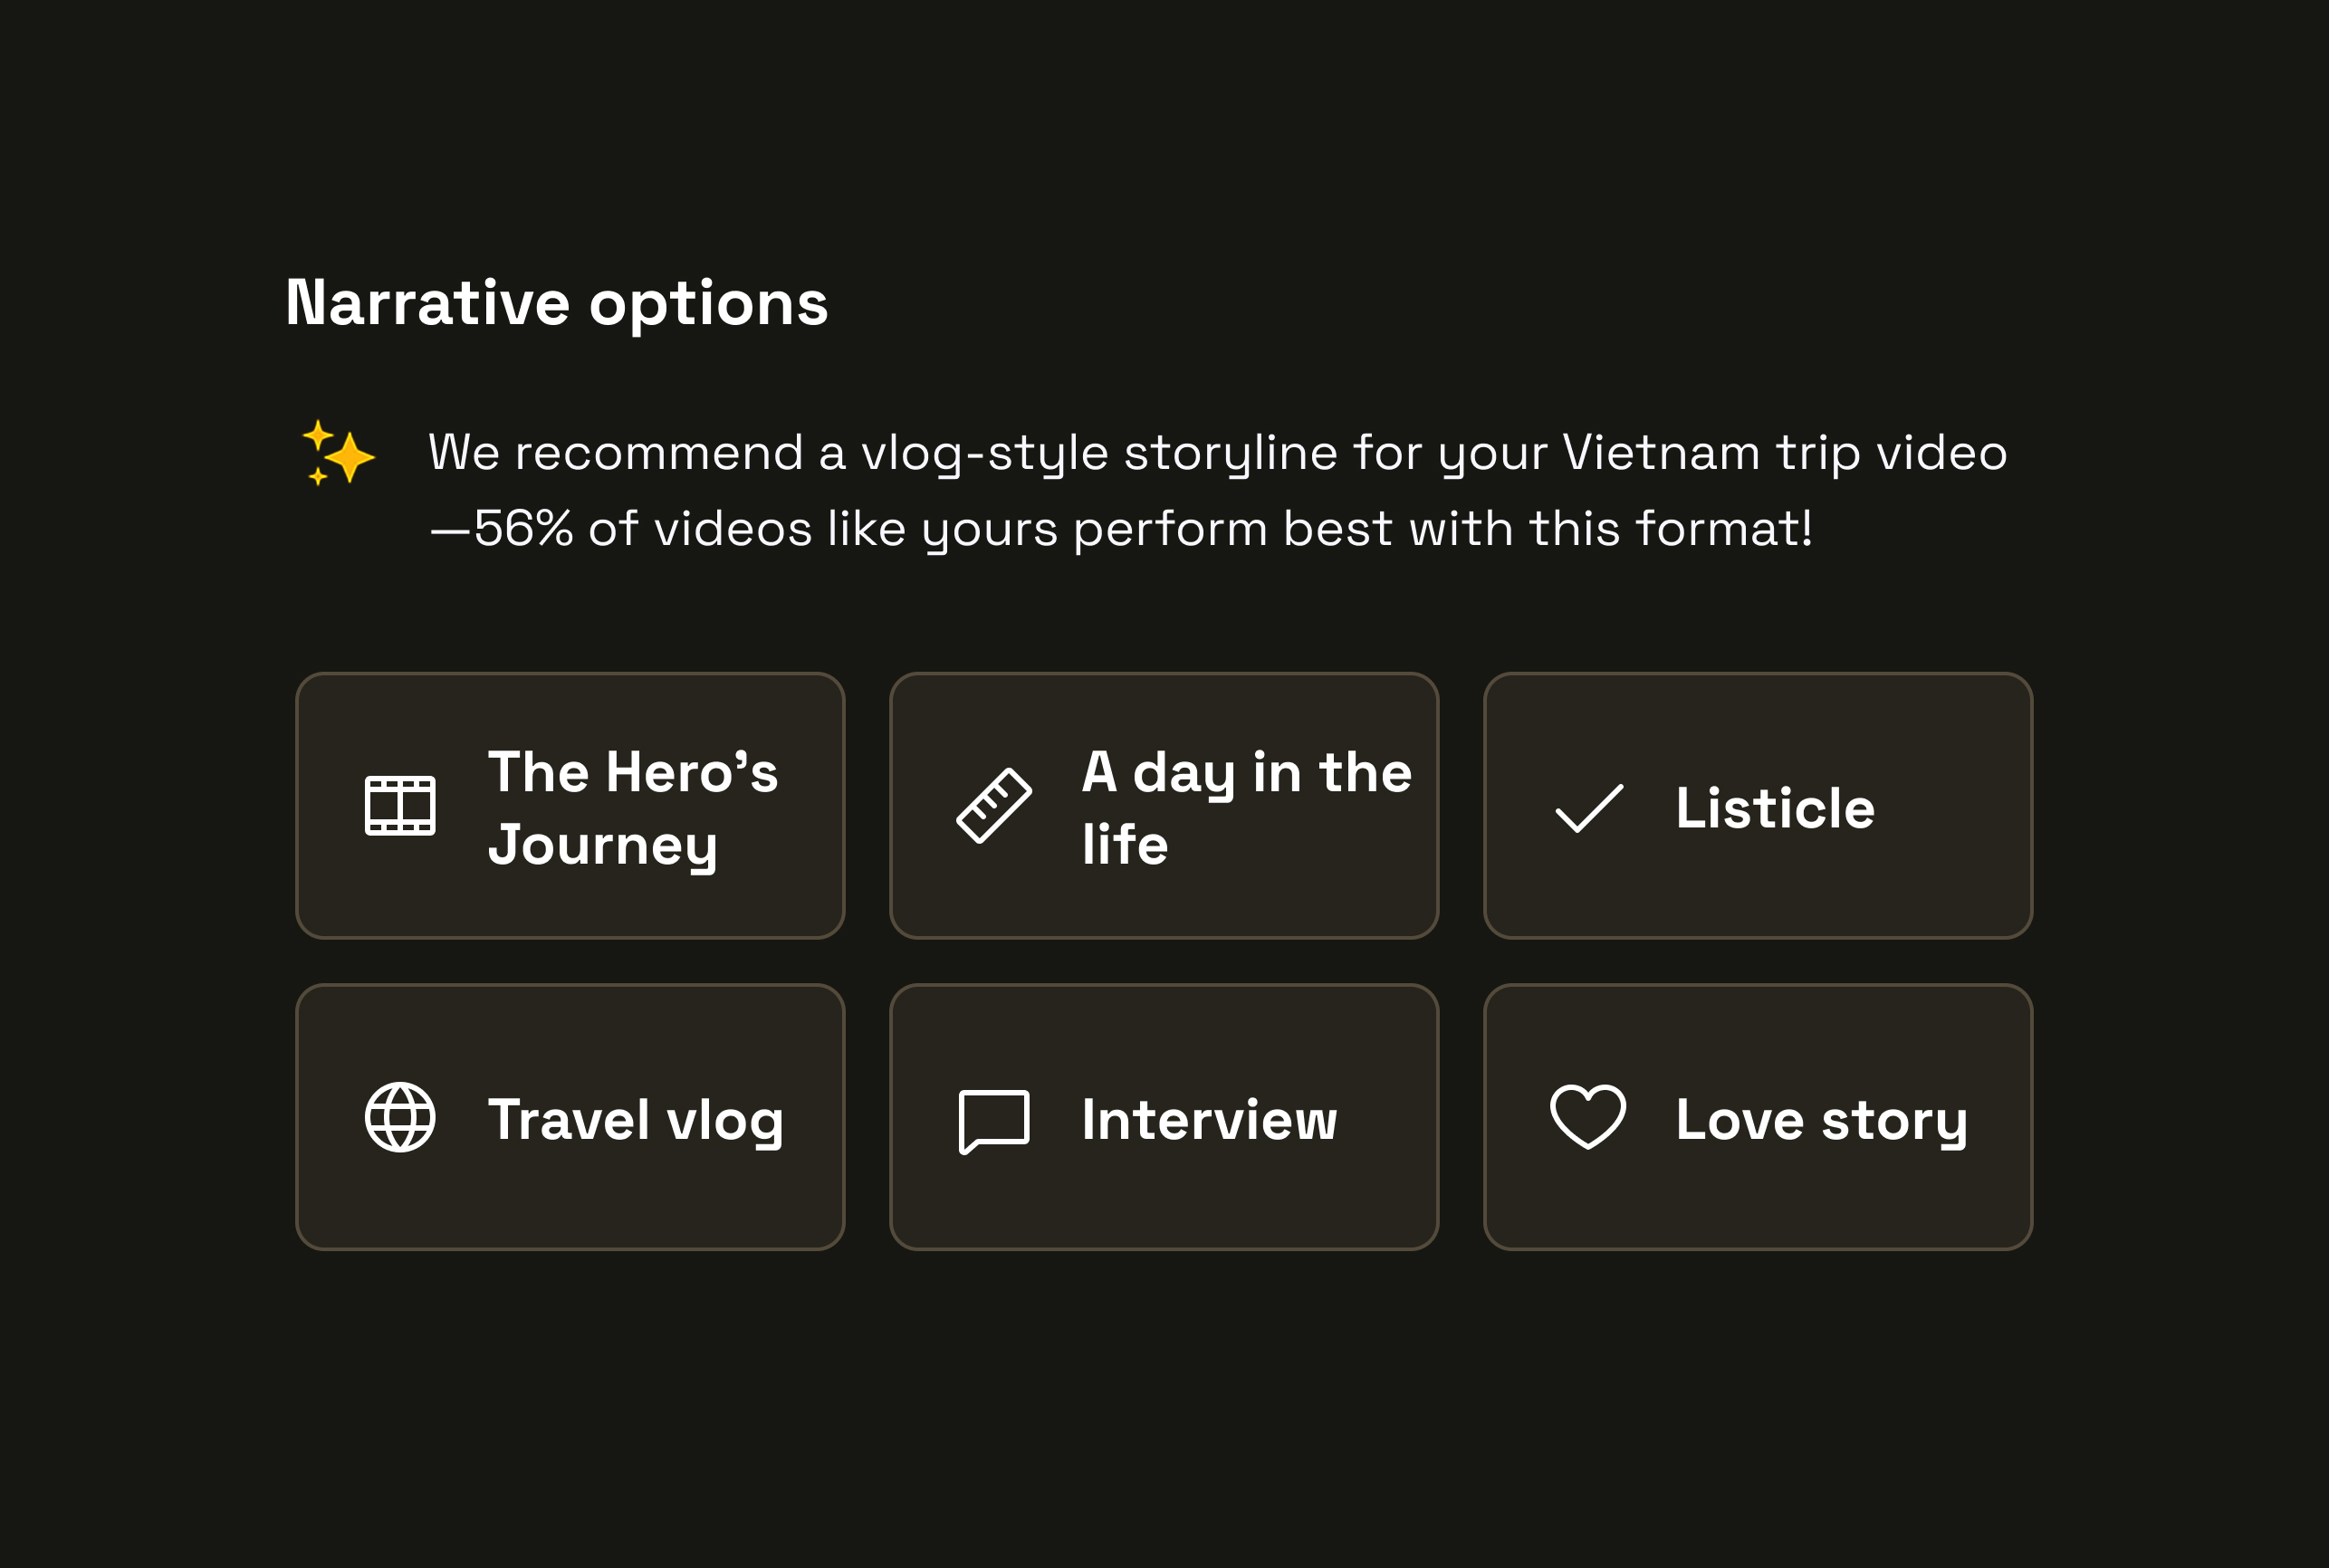 Narrative options
We recommend a vlog-style storyline for your Vietnam trip video
—56% of videos like yours perform best with this format!
The Hero’s
Journey
A day in the
life
Listicle
Travel vlog
Interview
Love story